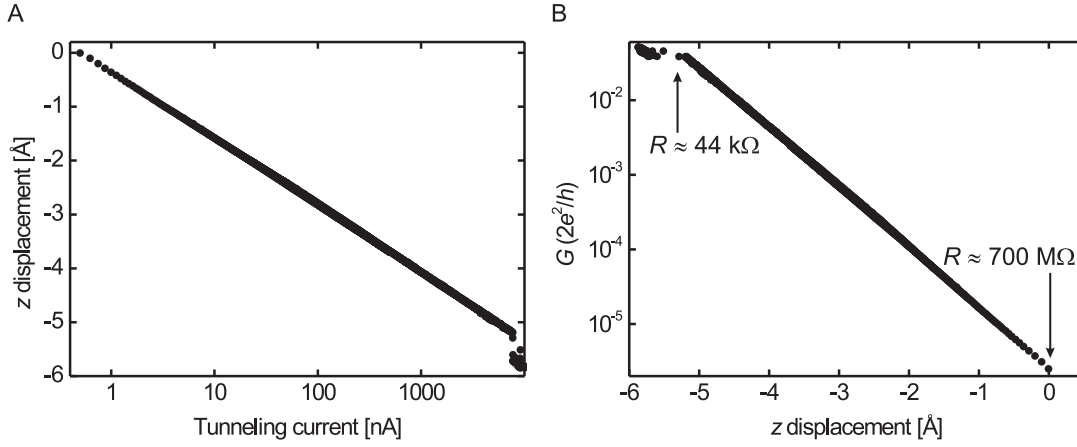 A
0
-1
-2
-3
-4
-5
-6
z displacement [Å]
1 10 100 1000
Tunneling current [nA]
B
10⁻²
10⁻³
10⁻⁴
10⁻⁵
G (2e²/h)
R ≈ 44 kΩ
R ≈ 700 MΩ
-6 -5 -4 -3 -2 -1 0
z displacement [Å]